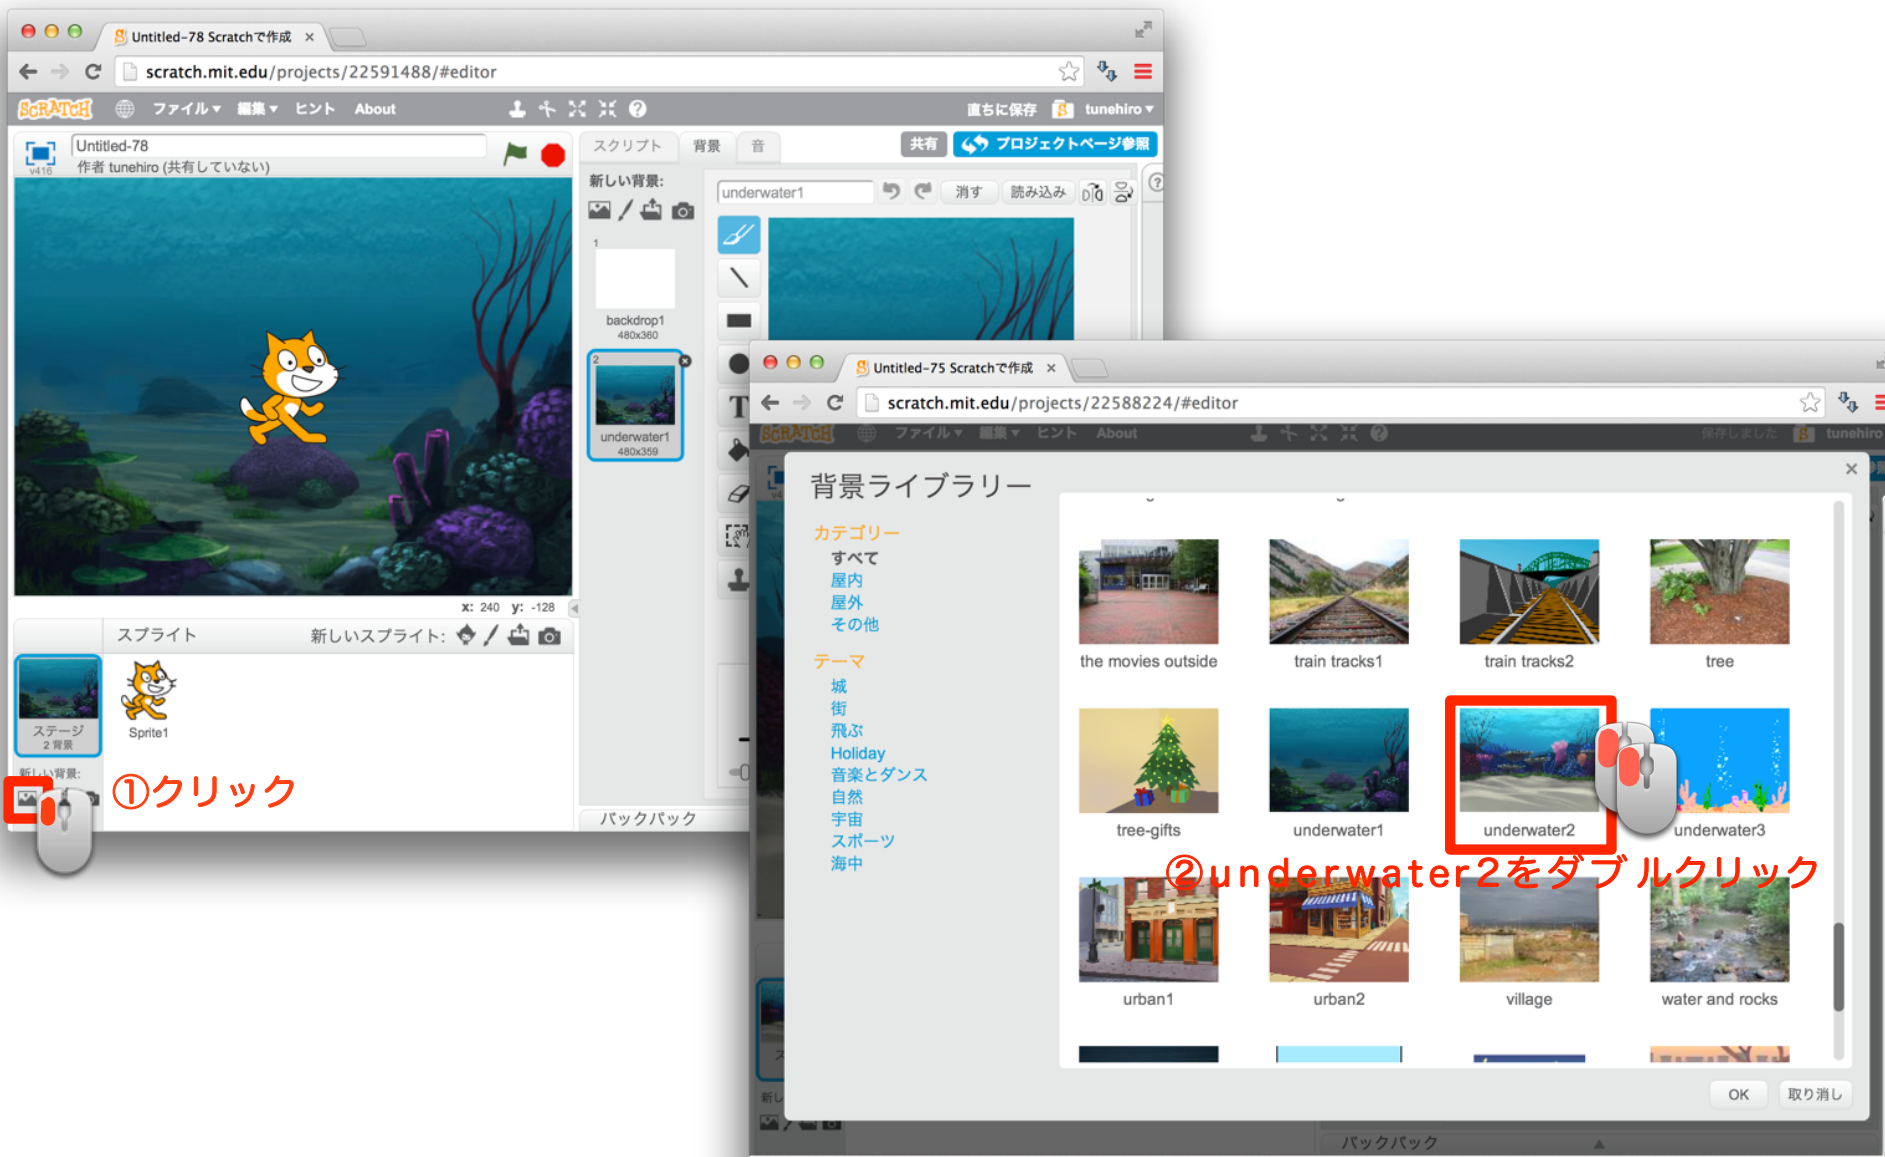 Untitled-78 Scratchで作成
scratch.mit.edu/projects/22591488/#editor
SCRATCH
ファイル▼ 編集▼ ヒント About
直ちに保存 tunehiro▼
v416
Untitled-78
作者 tunehiro (共有していない)
スクリプト 背景 音
共有 プロジェクトページ参照
新しい背景:
underwater1
消す 読み込み
1
backdrop1
480x360
2
underwater1
480x359
T
x: 240 y: -128
スプライト 新しいスプライト:
ステージ
2 背景
Sprite1
新しい背景:
①クリック
バックパック
Untitled-75 Scratchで作成
scratch.mit.edu/projects/22588224/#editor
SCRATCH
ファイル▼ 編集▼ ヒント About
保存しました tunehiro
背景ライブラリー
カテゴリー
すべて
屋内
屋外
その他
テーマ
城
街
飛ぶ
Holiday
音楽とダンス
自然
宇宙
スポーツ
海中
the movies outside train tracks1 train tracks2 tree
tree-gifts underwater1 underwater2 underwater3
②underwater2をダブルクリック
urban1 urban2 village water and rocks
OK 取り消し
バックパック